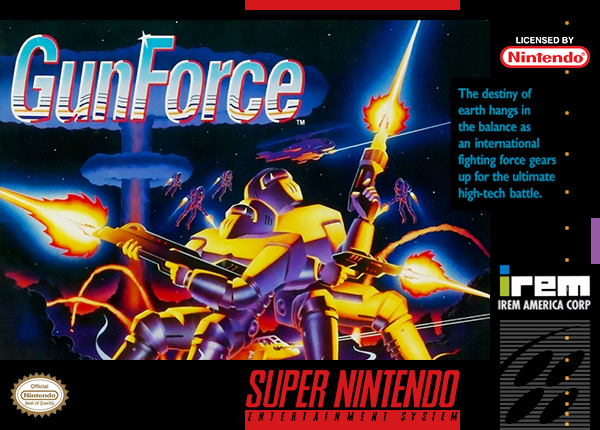 GunForce
TM
LICENSED BY
Nintendo®
The destiny of
earth hangs in
the balance as
an international
fighting force gears
up for the ultimate
high-tech battle.
irem
IREM AMERICA CORP
Official
Nintendo
Seal of Quality
SUPER NINTENDO
ENTERTAINMENT SYSTEM